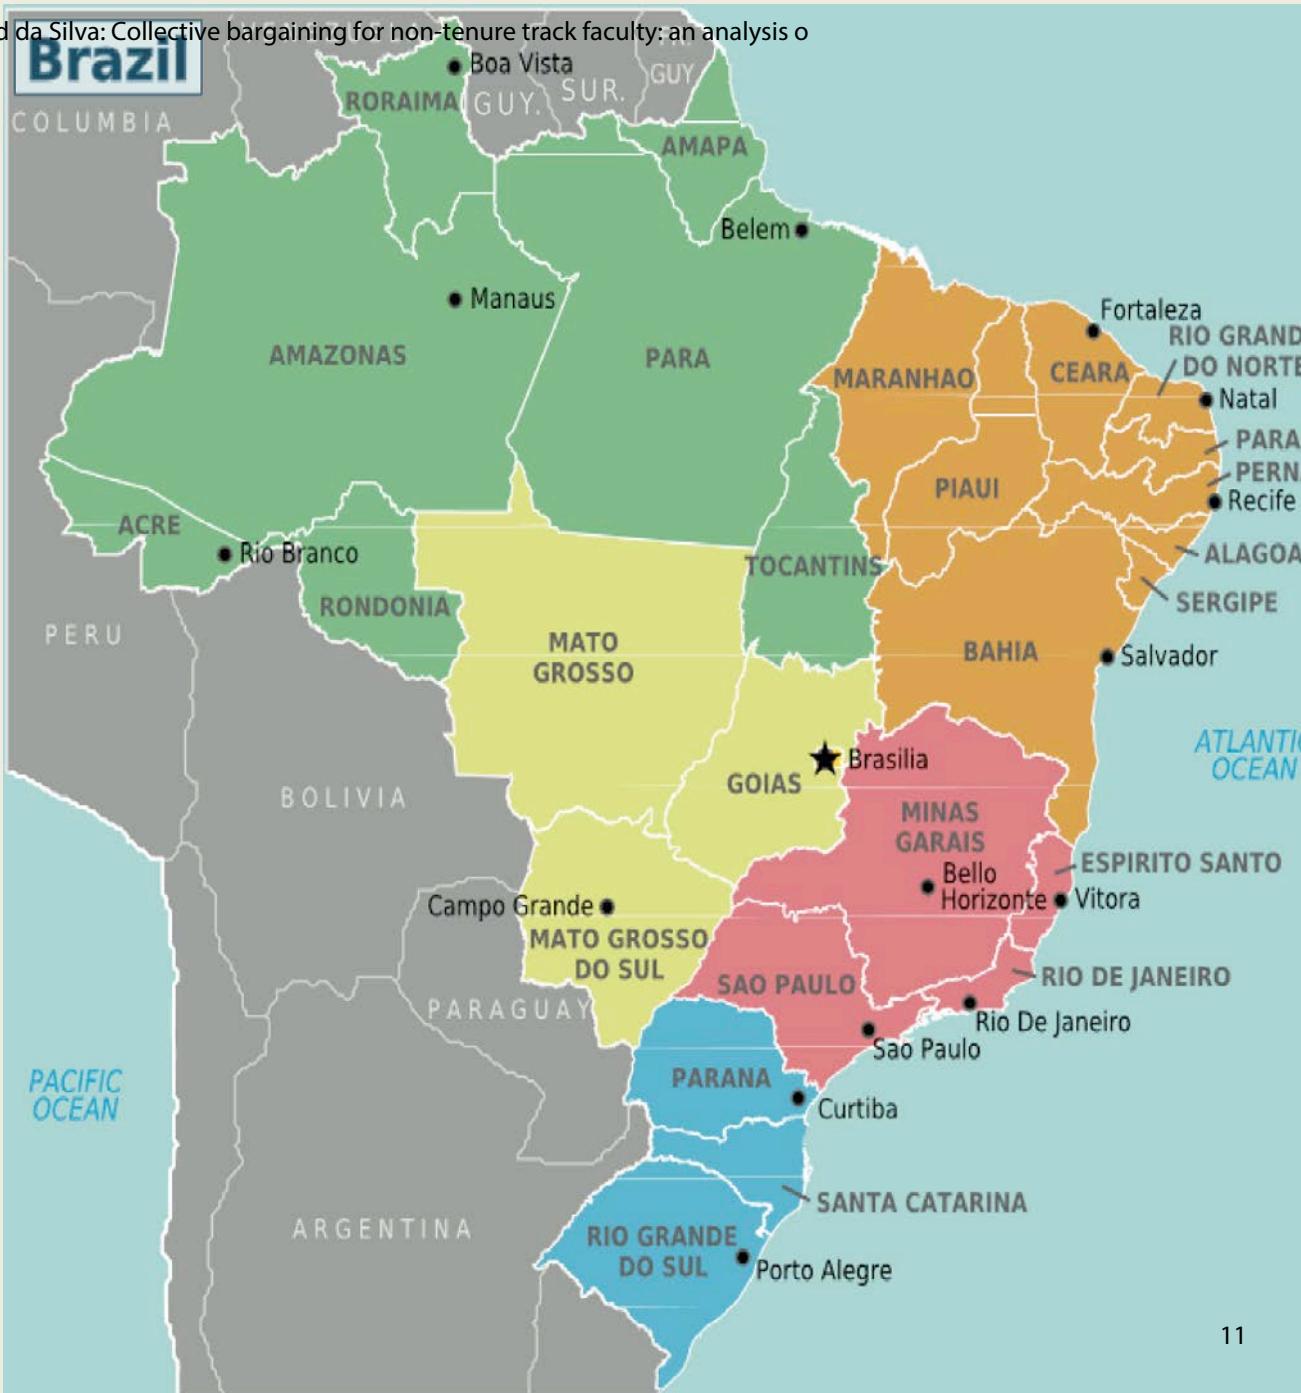 d da Silva: Collective bargaining for non-tenure track faculty: an analysis o
Brazil
VENEZUELA
FR.
GUY
Boa Vista
SUR.
RORAIMA
GUY.
COLUMBIA
AMAPA
Belem
Manaus
Fortaleza
RIO GRAND
AMAZONAS
PARA
DO NORTE
MARANHAO
CEARA
Natal
PARA
PERN
PIAUI
Recife
ACRE
Rio Branco
ALAGOA
TOCANTINS
RONDONIA
SERGIPE
PERU
MATO
GROSSO
BAHIA
Salvador
ATLANTIC
OCEAN
Brasilia
GOIAS
BOLIVIA
MINAS
GARAIS
ESPIRITO SANTO
Bello
Horizonte
Vitora
Campo Grande
MATO GROSSO
DO SUL
RIO DE JANEIRO
SAO PAULO
PARAGUAY
Rio De Janeiro
Sao Paulo
PACIFIC
OCEAN
PARANA
Curtiba
SANTA CATARINA
ARGENTINA
RIO GRANDE
DO SUL
Porto Alegre
11